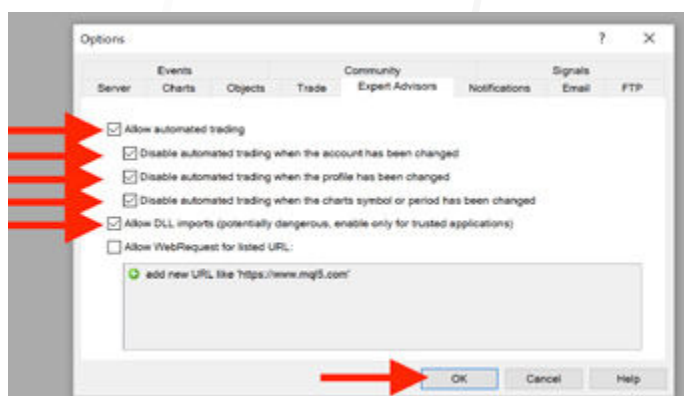 Options ? X
Events Community Signals
Server Charts Objects Trade Expert Advisors Notifications Email FTP
Allow automated trading
Disable automated trading when the account has been changed
Disable automated trading when the profile has been changed
Disable automated trading when the charts symbol or period has been changed
Allow DLL imports (potentially dangerous, enable only for trusted applications)
Allow WebRequest for listed URL:
add new URL like 'https://www.mql5.com'
OK Cancel Help